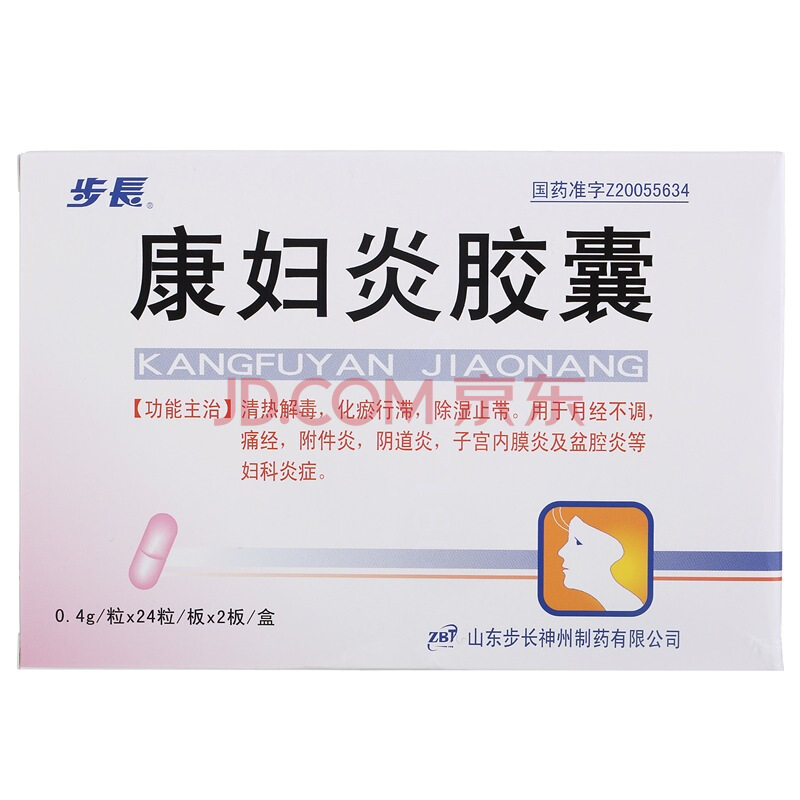 步長®
国药准字Z20055634
康妇炎胶囊
KANGFUYAN JIAONANG
JD.COM 京东
【功能主治】清热解毒，化瘀行滞，除湿止带。用于月经不调，
痛经，附件炎，阴道炎，子宫内膜炎及盆腔炎等
妇科炎症。
0.4g/粒x24粒/板x2板/盒
ZBT 山东步长神州制药有限公司